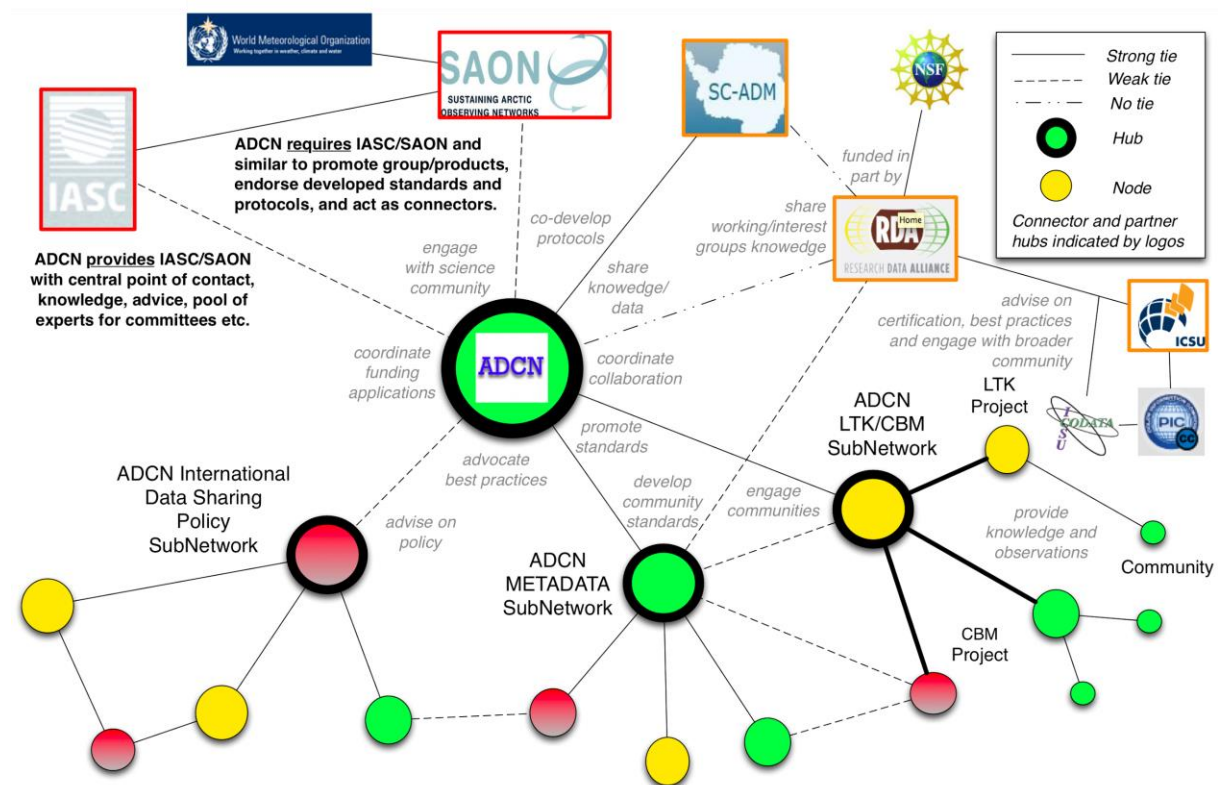 World Meteorological Organization
Working together in weather, climate and water
SAON
SUSTAINING ARCTIC
OBSERVING NETWORKS
SC-ADM
NSF
IASC
Strong tie
Weak tie
No tie
Hub
Node
Connector and partner
hubs indicated by logos
ADCN requires IASC/SAON and
similar to promote group/products,
endorse developed standards and
protocols, and act as connectors.
ADCN provides IASC/SAON
with central point of contact,
knowledge, advice, pool of
experts for committees etc.
funded in
part by
RDA
Home
RESEARCH DATA ALLIANCE
share
working/interest
groups knowledge
co-develop
protocols
engage
with science
community
share
knowledge/
data
ADCN
coordinate
funding
applications
coordinate
collaboration
advise on
certification, best practices
and engage with broader
community
ICSU
ICSU
CODATA
PIC
CC
LTK
Project
ADCN
LTK/CBM
SubNetwork
promote
standards
advocate
best practices
ADCN International
Data Sharing
Policy
SubNetwork
advise on
policy
develop
community
standards
engage
communities
ADCN
METADATA
SubNetwork
provide
knowledge and
observations
Community
CBM
Project